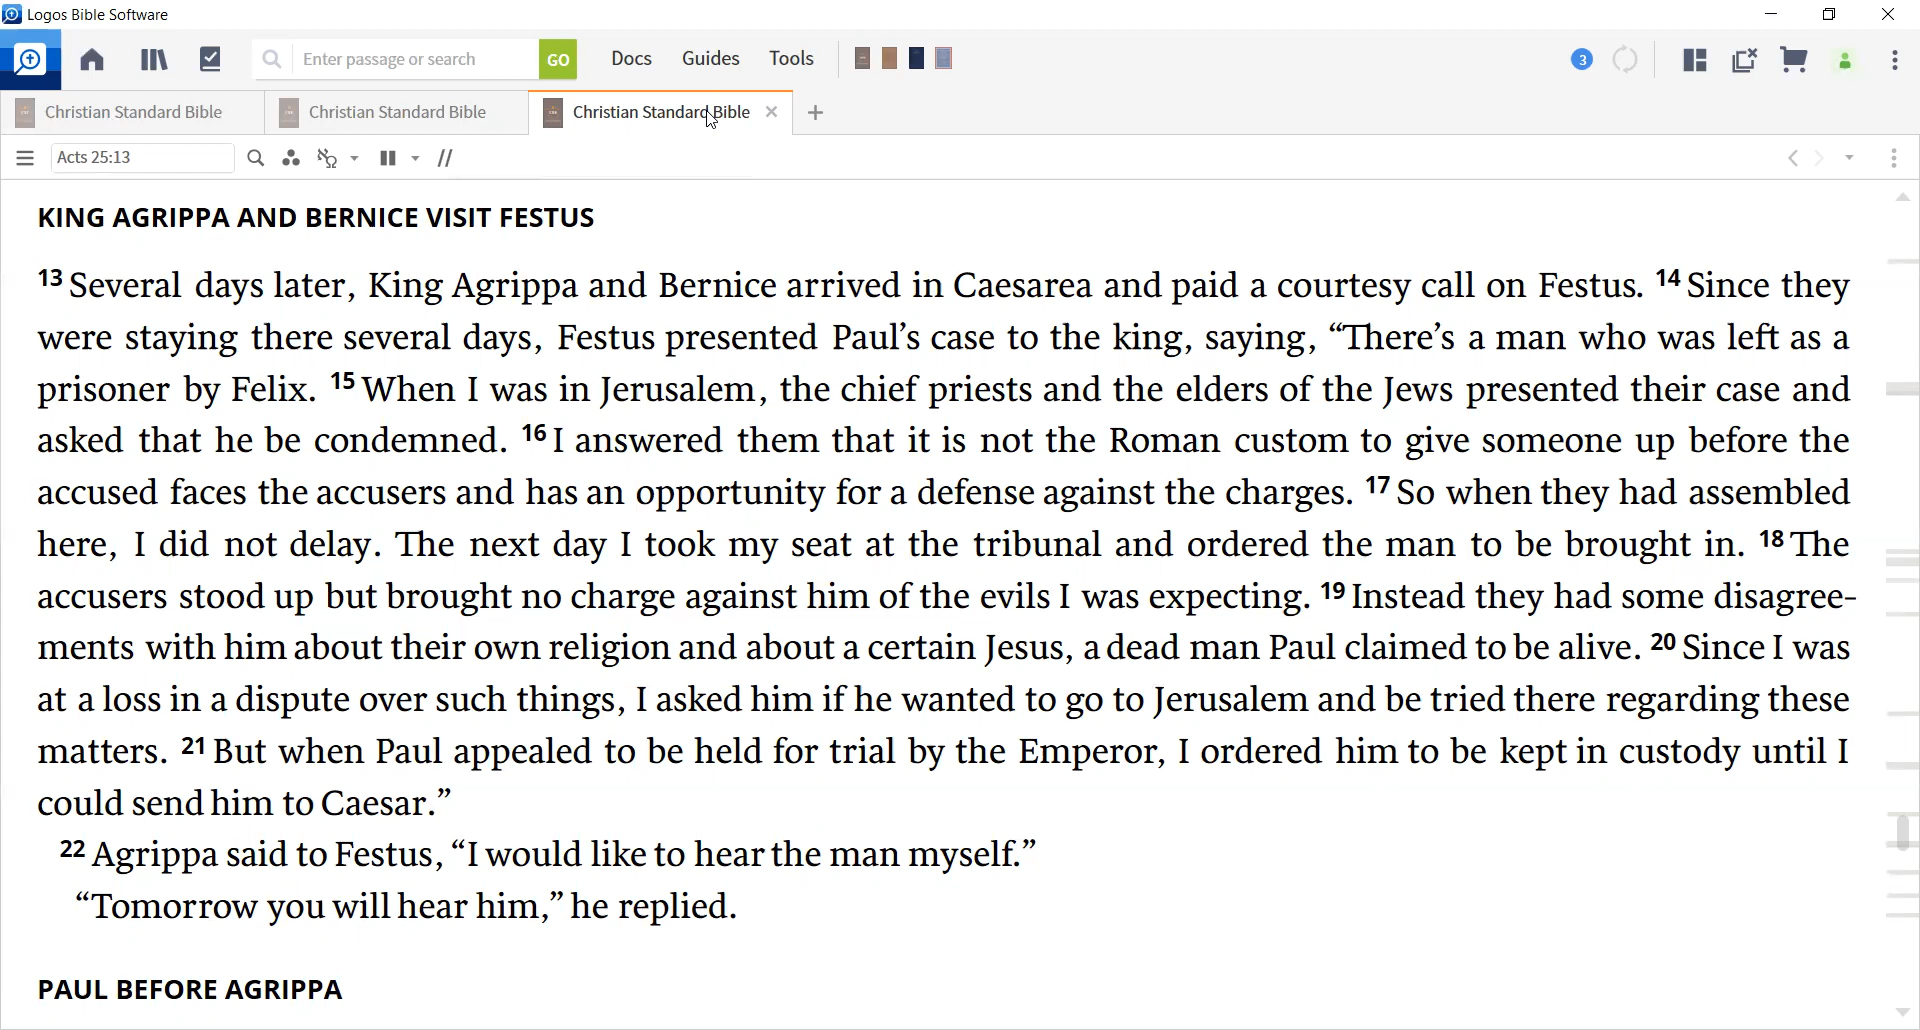 Logos Bible Software
Enter passage or search
GO
Docs
Guides
Tools
3
Christian Standard Bible
Christian Standard Bible
Christian Standard Bible
Acts 25:13
KING AGRIPPA AND BERNICE VISIT FESTUS
13 Several days later, King Agrippa and Bernice arrived in Caesarea and paid a courtesy call on Festus. 14 Since they
were staying there several days, Festus presented Paul’s case to the king, saying, “There’s a man who was left as a
prisoner by Felix. 15 When I was in Jerusalem, the chief priests and the elders of the Jews presented their case and
asked that he be condemned. 16 I answered them that it is not the Roman custom to give someone up before the
accused faces the accusers and has an opportunity for a defense against the charges. 17 So when they had assembled
here, I did not delay. The next day I took my seat at the tribunal and ordered the man to be brought in. 18 The
accusers stood up but brought no charge against him of the evils I was expecting. 19 Instead they had some disagree-
ments with him about their own religion and about a certain Jesus, a dead man Paul claimed to be alive. 20 Since I was
at a loss in a dispute over such things, I asked him if he wanted to go to Jerusalem and be tried there regarding these
matters. 21 But when Paul appealed to be held for trial by the Emperor, I ordered him to be kept in custody until I
could send him to Caesar.”
22 Agrippa said to Festus, “I would like to hear the man myself.”
“Tomorrow you will hear him,” he replied.
PAUL BEFORE AGRIPPA